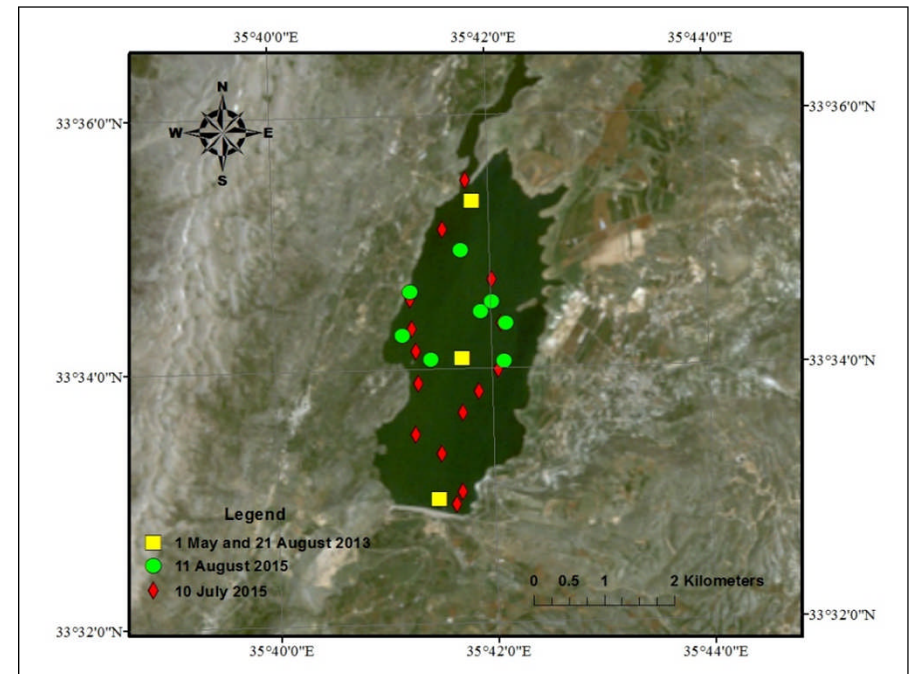 35°40'0"E 35°42'0"E 35°44'0"E
33°36'0"N 33°36'0"N
N
W E
S
33°34'0"N 33°34'0"N
Legend
1 May and 21 August 2013
11 August 2015
10 July 2015
0 0.5 1 2 Kilometers
33°32'0"N 33°32'0"N
35°40'0"E 35°42'0"E 35°44'0"E